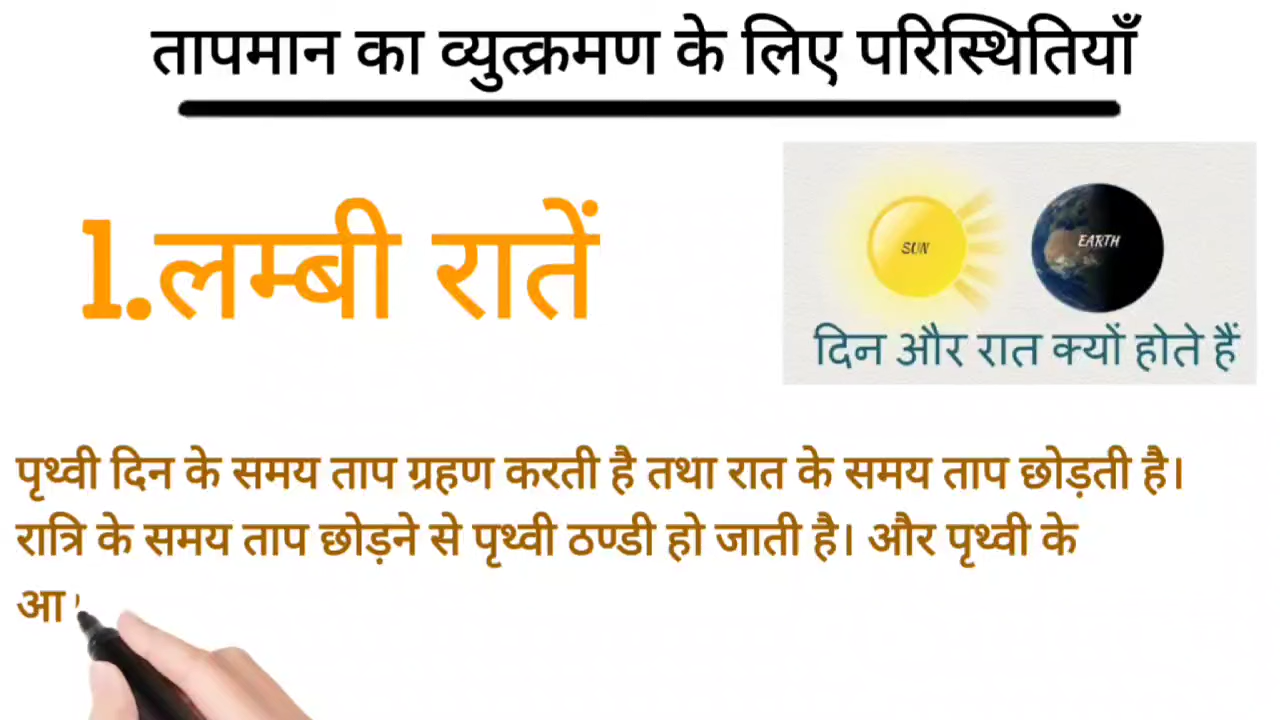 तापमान का व्युत्क्रमण के लिए परिस्थितियाँ
1.लम्बी रातें
SUN
EARTH
दिन और रात क्यों होते हैं
पृथ्वी दिन के समय ताप ग्रहण करती है तथा रात के समय ताप छोड़ती है।
रात्रि के समय ताप छोड़ने से पृथ्वी ठण्डी हो जाती है। और पृथ्वी के
आ